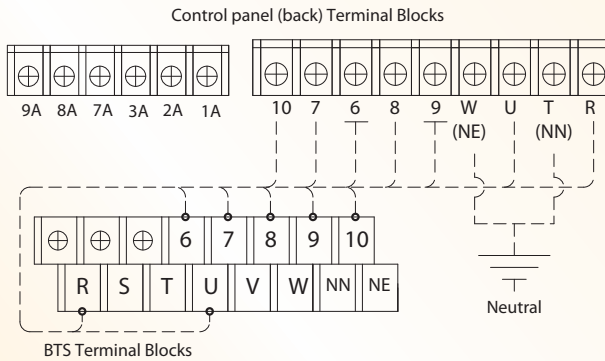 Control panel (back) Terminal Blocks
9A 8A 7A 3A 2A 1A
10 7 6 8 9 W U T R
(NE) (NN)
6 7 8 9 10
R S T U V W NN NE
Neutral
BTS Terminal Blocks